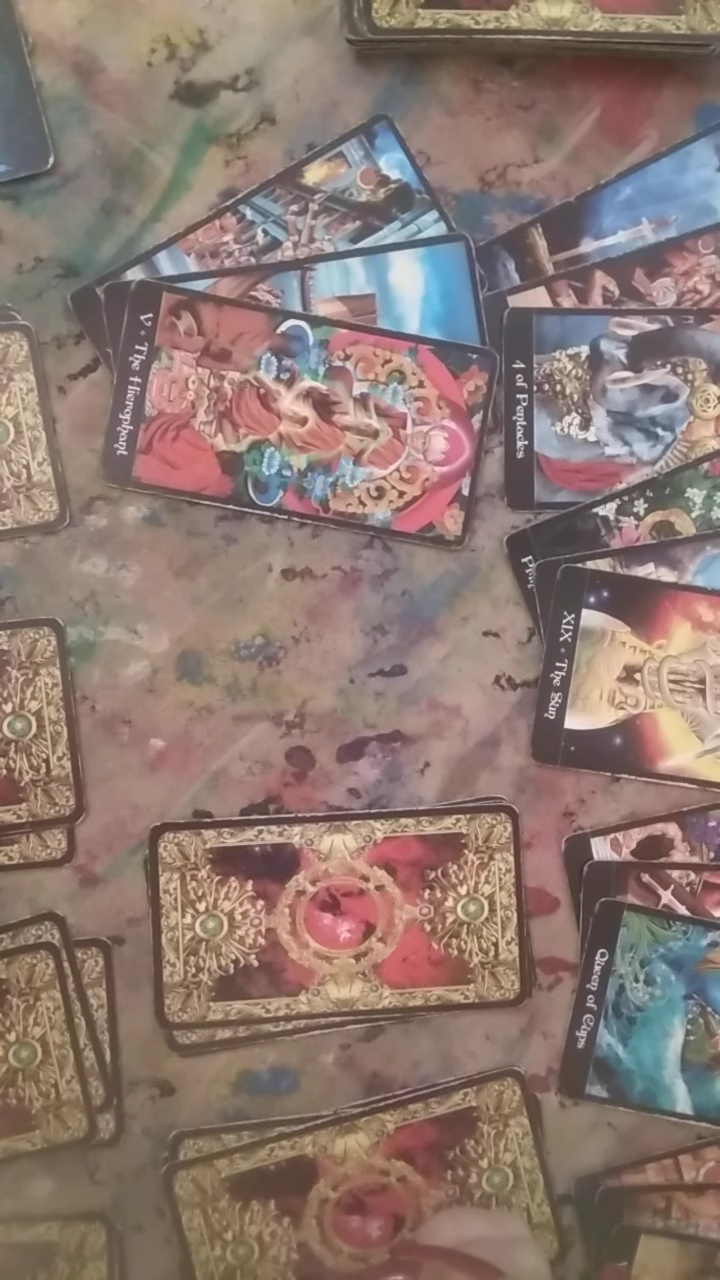 V • The Hierophant
4 of Pentacles
XIX • The Sun
Queen of Cups